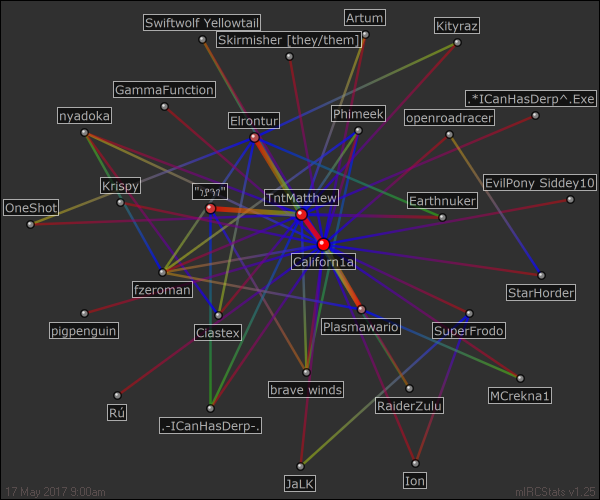 Artum
Swiftwolf Yellowtail
Kityraz
Skirmisher [they/them]
GammaFunction
.*ICanHasDerp^.Exe
nyadoka
Elrontur
Phimeek
openroadracer
Krispy
EvilPony Siddey10
TntMatthew
Earthnuker
OneShot
Californ1a
fzeroman
StarHorder
pigpenguin
Ciastex
Plasmawario
SuperFrodo
brave winds
MCrekna1
RaiderZulu
Rú
.-ICanHasDerp-.
JaLK
Ion
17 May 2017 9:00am
mIRCStats v1.25